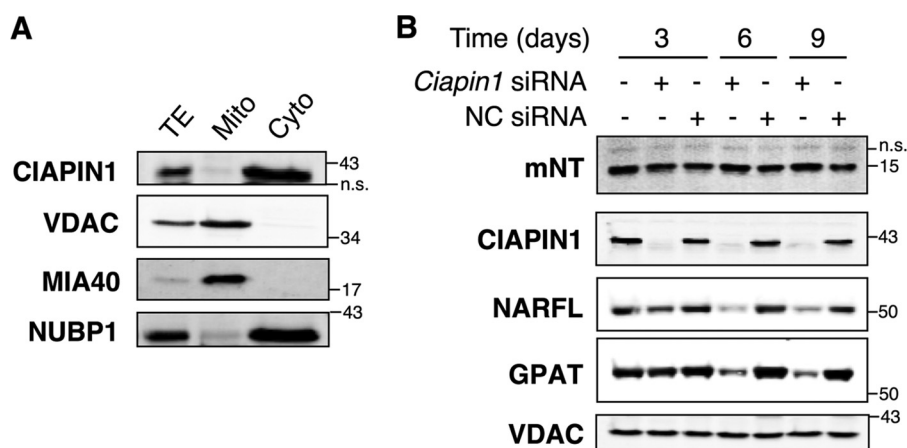 A
TE Mito Cyto
CIAPIN1
43
n.s.
VDAC
34
MIA40
17
NUBP1
43
B
Time (days) 3 6 9
Ciapin1 siRNA - + - + - + -
NC siRNA - - + - + - +
mNT
n.s.
15
CIAPIN1
43
NARFL
50
GPAT
50
VDAC
43